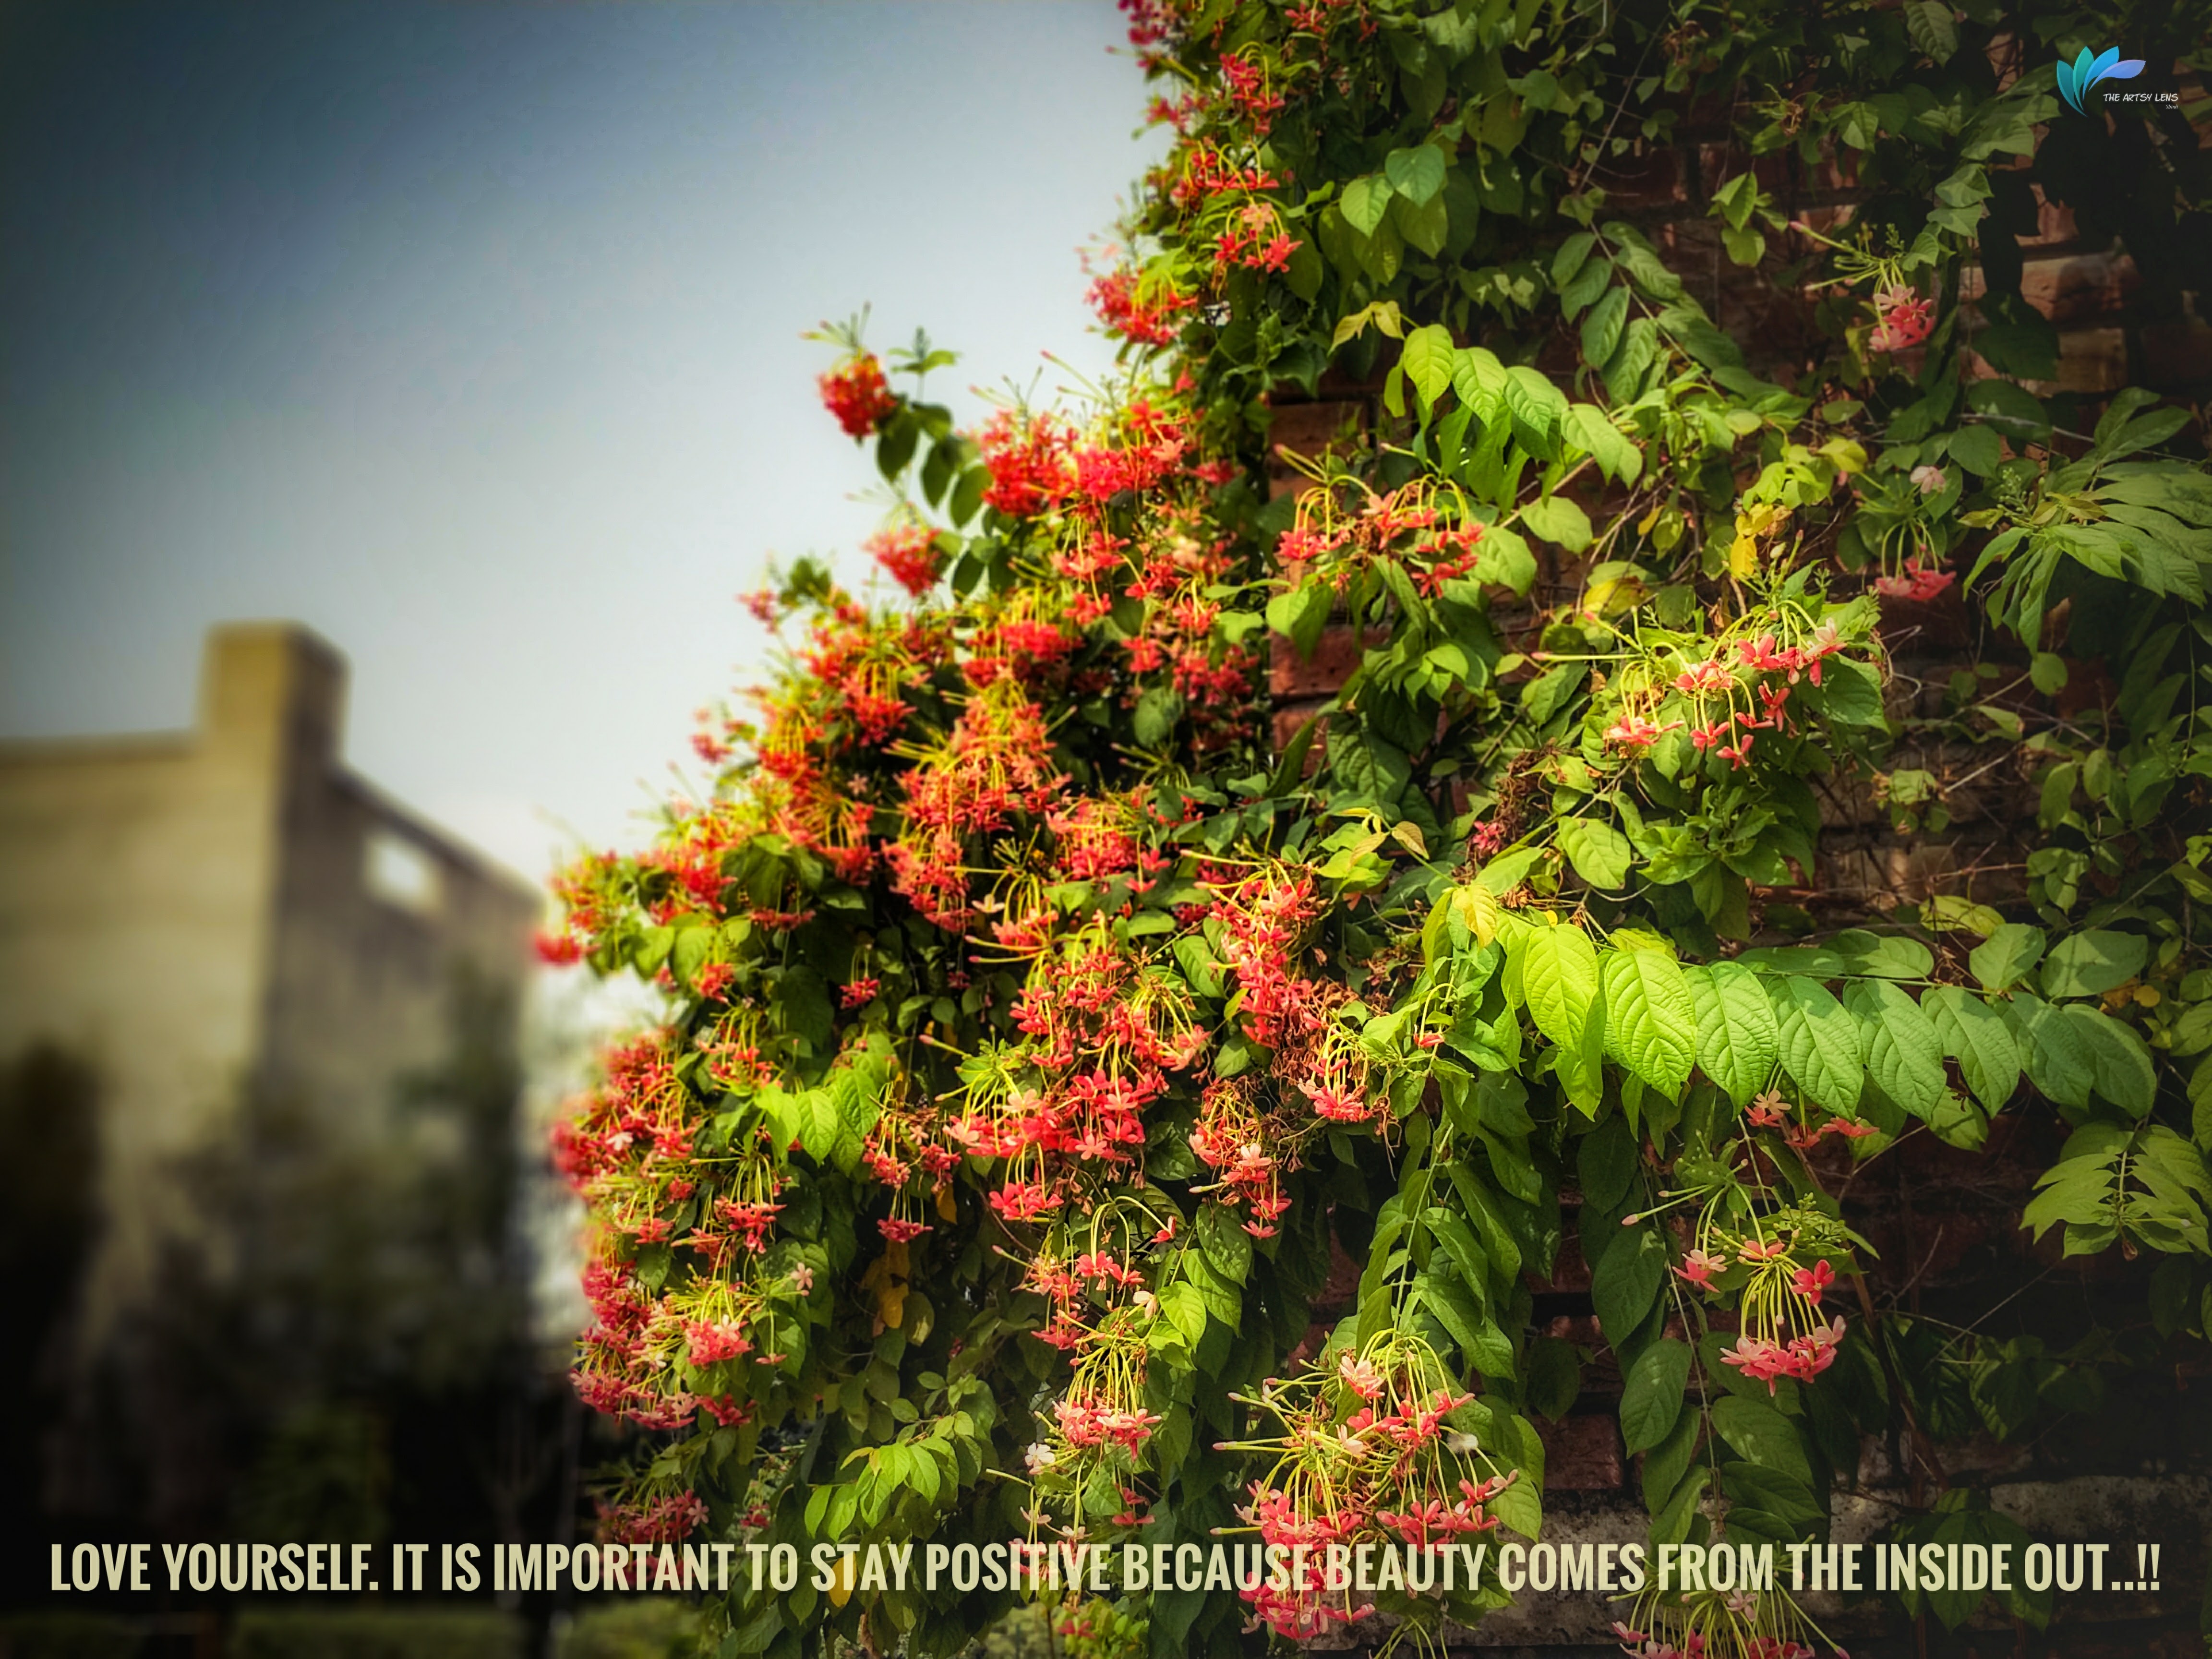 THE ARTSY LENS
LOVE YOURSELF. IT IS IMPORTANT TO STAY POSITIVE BECAUSE BEAUTY COMES FROM THE INSIDE OUT..!!